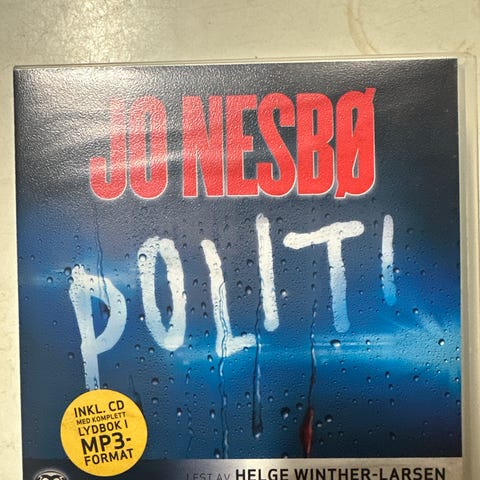 JO NESBØ
POLITI
INKL. CD
MED KOMPLETT
LYDBOK I
MP3-
FORMAT
LEST AV HELGE WINTHER-LARSEN